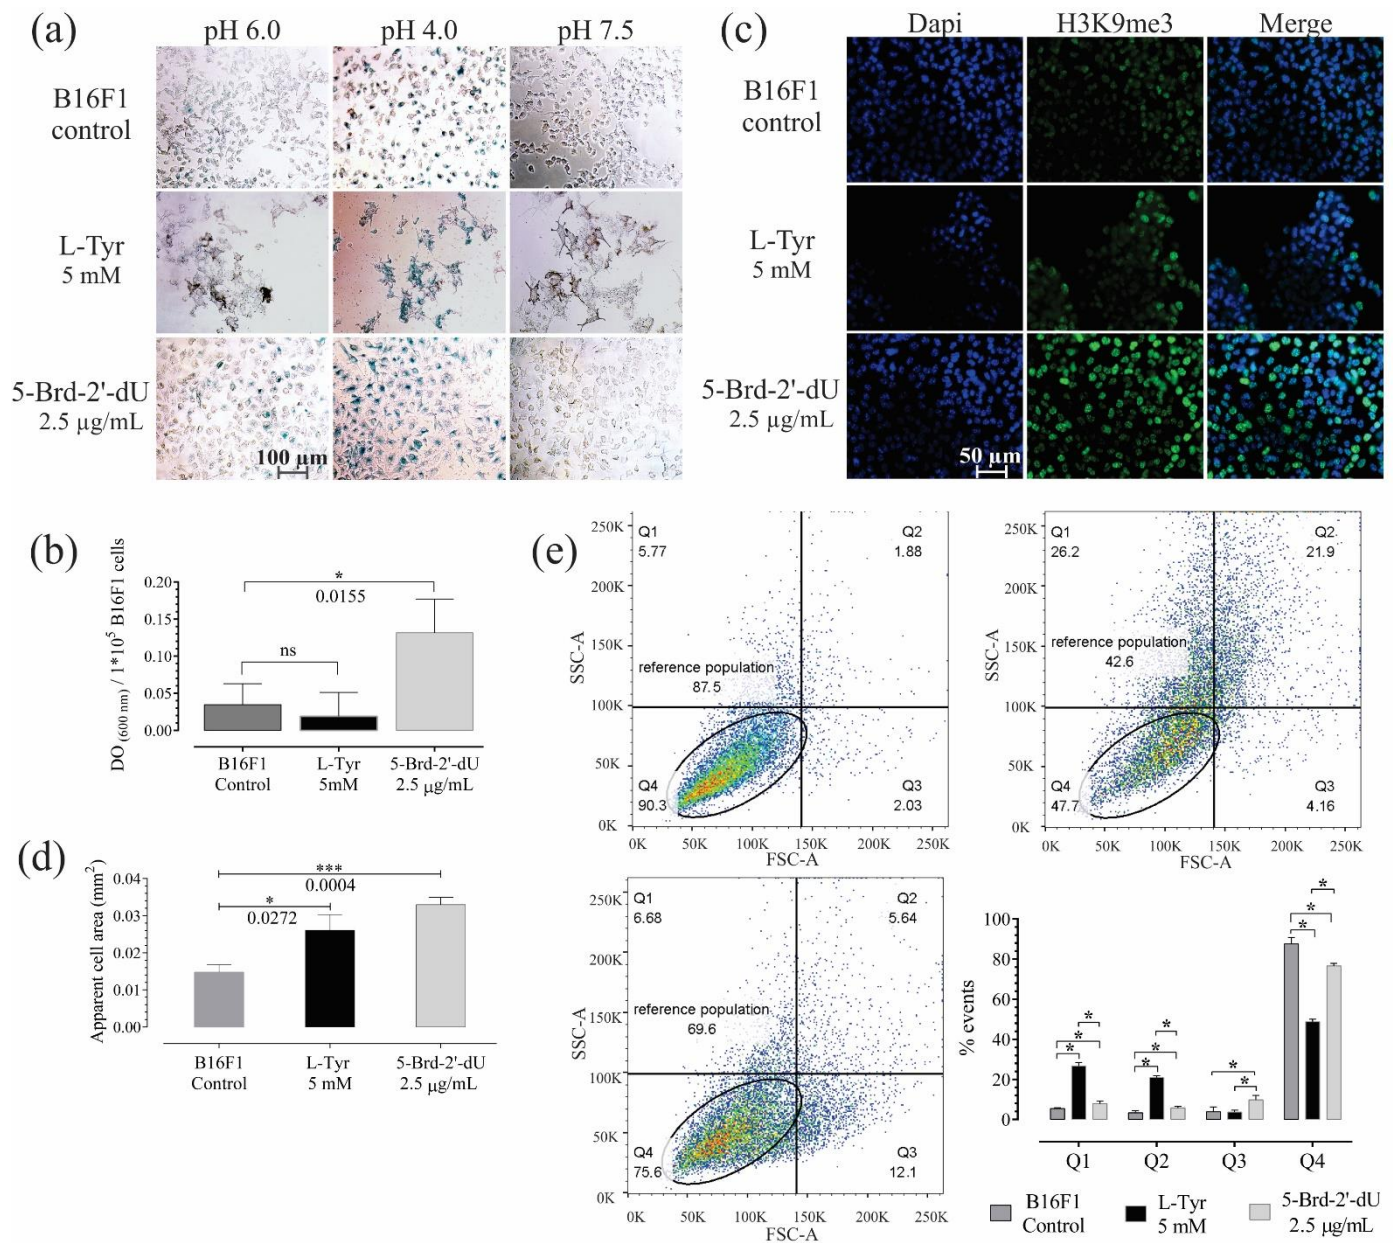 (a)
pH 6.0
pH 4.0
pH 7.5
B16F1
control
L-Tyr
5 mM
5-Brd-2'-dU
2.5 µg/mL
100 µm
(c)
Dapi
H3K9me3
Merge
B16F1
control
L-Tyr
5 mM
5-Brd-2'-dU
2.5 µg/mL
50 µm
(b)
DO (600 nm) / 1*10⁵ B16F1 cells
0.20
0.15
0.10
0.05
0.00
*
0.0155
ns
B16F1
Control
L-Tyr
5mM
5-Brd-2'-dU
2.5 µg/mL
(d)
Apparent cell area (mm²)
0.04
0.03
0.02
0.01
0.00
***
0.0004
*
0.0272
B16F1
Control
L-Tyr
5 mM
5-Brd-2'-dU
2.5 µg/mL
(e)
SSC-A
250K
200K
150K
100K
50K
0K
Q1
5.77
Q2
1.88
reference population
87.5
Q4
90.3
Q3
2.03
0K
50K
100K
150K
200K
250K
FSC-A
SSC-A
250K
200K
150K
100K
50K
0K
Q1
26.2
Q2
21.9
reference population
42.6
Q4
47.7
Q3
4.16
0K
50K
100K
150K
200K
250K
FSC-A
SSC-A
250K
200K
150K
100K
50K
0K
Q1
6.68
Q2
5.64
reference population
69.6
Q4
75.6
Q3
12.1
0K
50K
100K
150K
200K
250K
FSC-A
% events
100
80
60
40
20
0
*
*
*
*
*
*
*
*
*
*
*
Q1
Q2
Q3
Q4
B16F1
Control
L-Tyr
5 mM
5-Brd-2'-dU
2.5 µg/mL